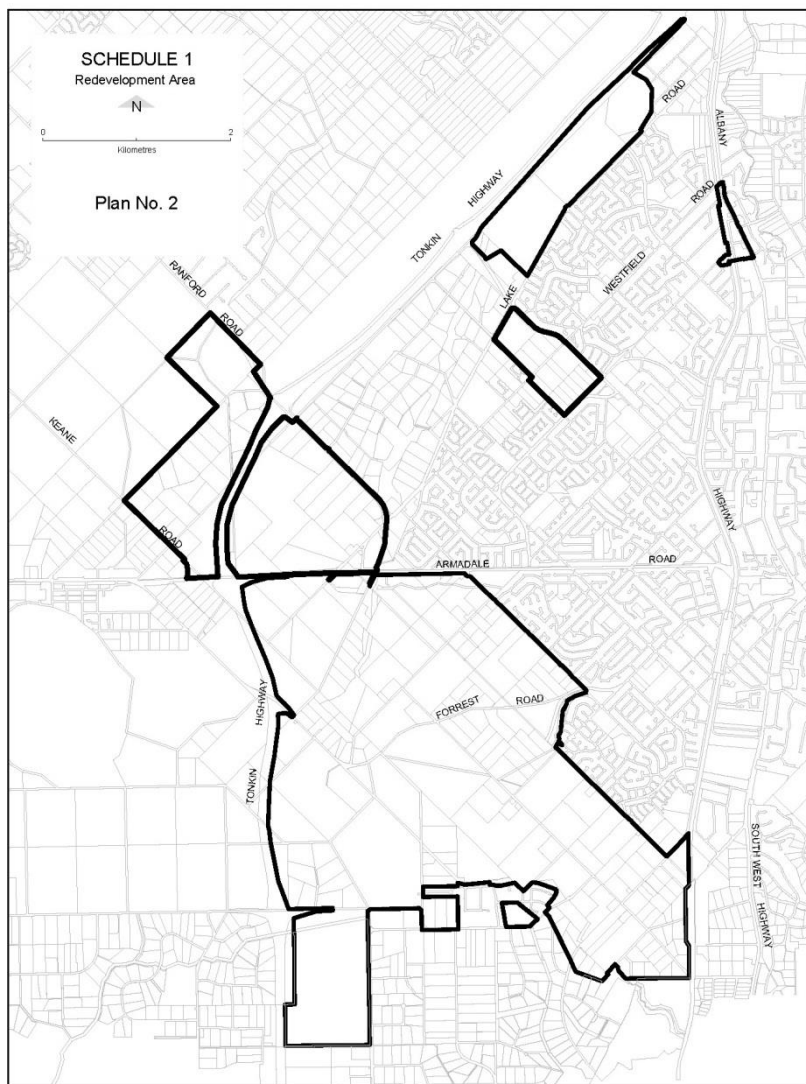 SCHEDULE 1
Redevelopment Area
N
0 2
Kilometres
Plan No. 2
ROAD
ALBANY
HIGHWAY
ROAD
TONKIN
WESTFIELD
RANFORD
LAKE
ROAD
KEANE
HIGHWAY
ROAD
ARMADALE
ROAD
FORREST
ROAD
HIGHWAY
TONKIN
SOUTH WEST
HIGHWAY